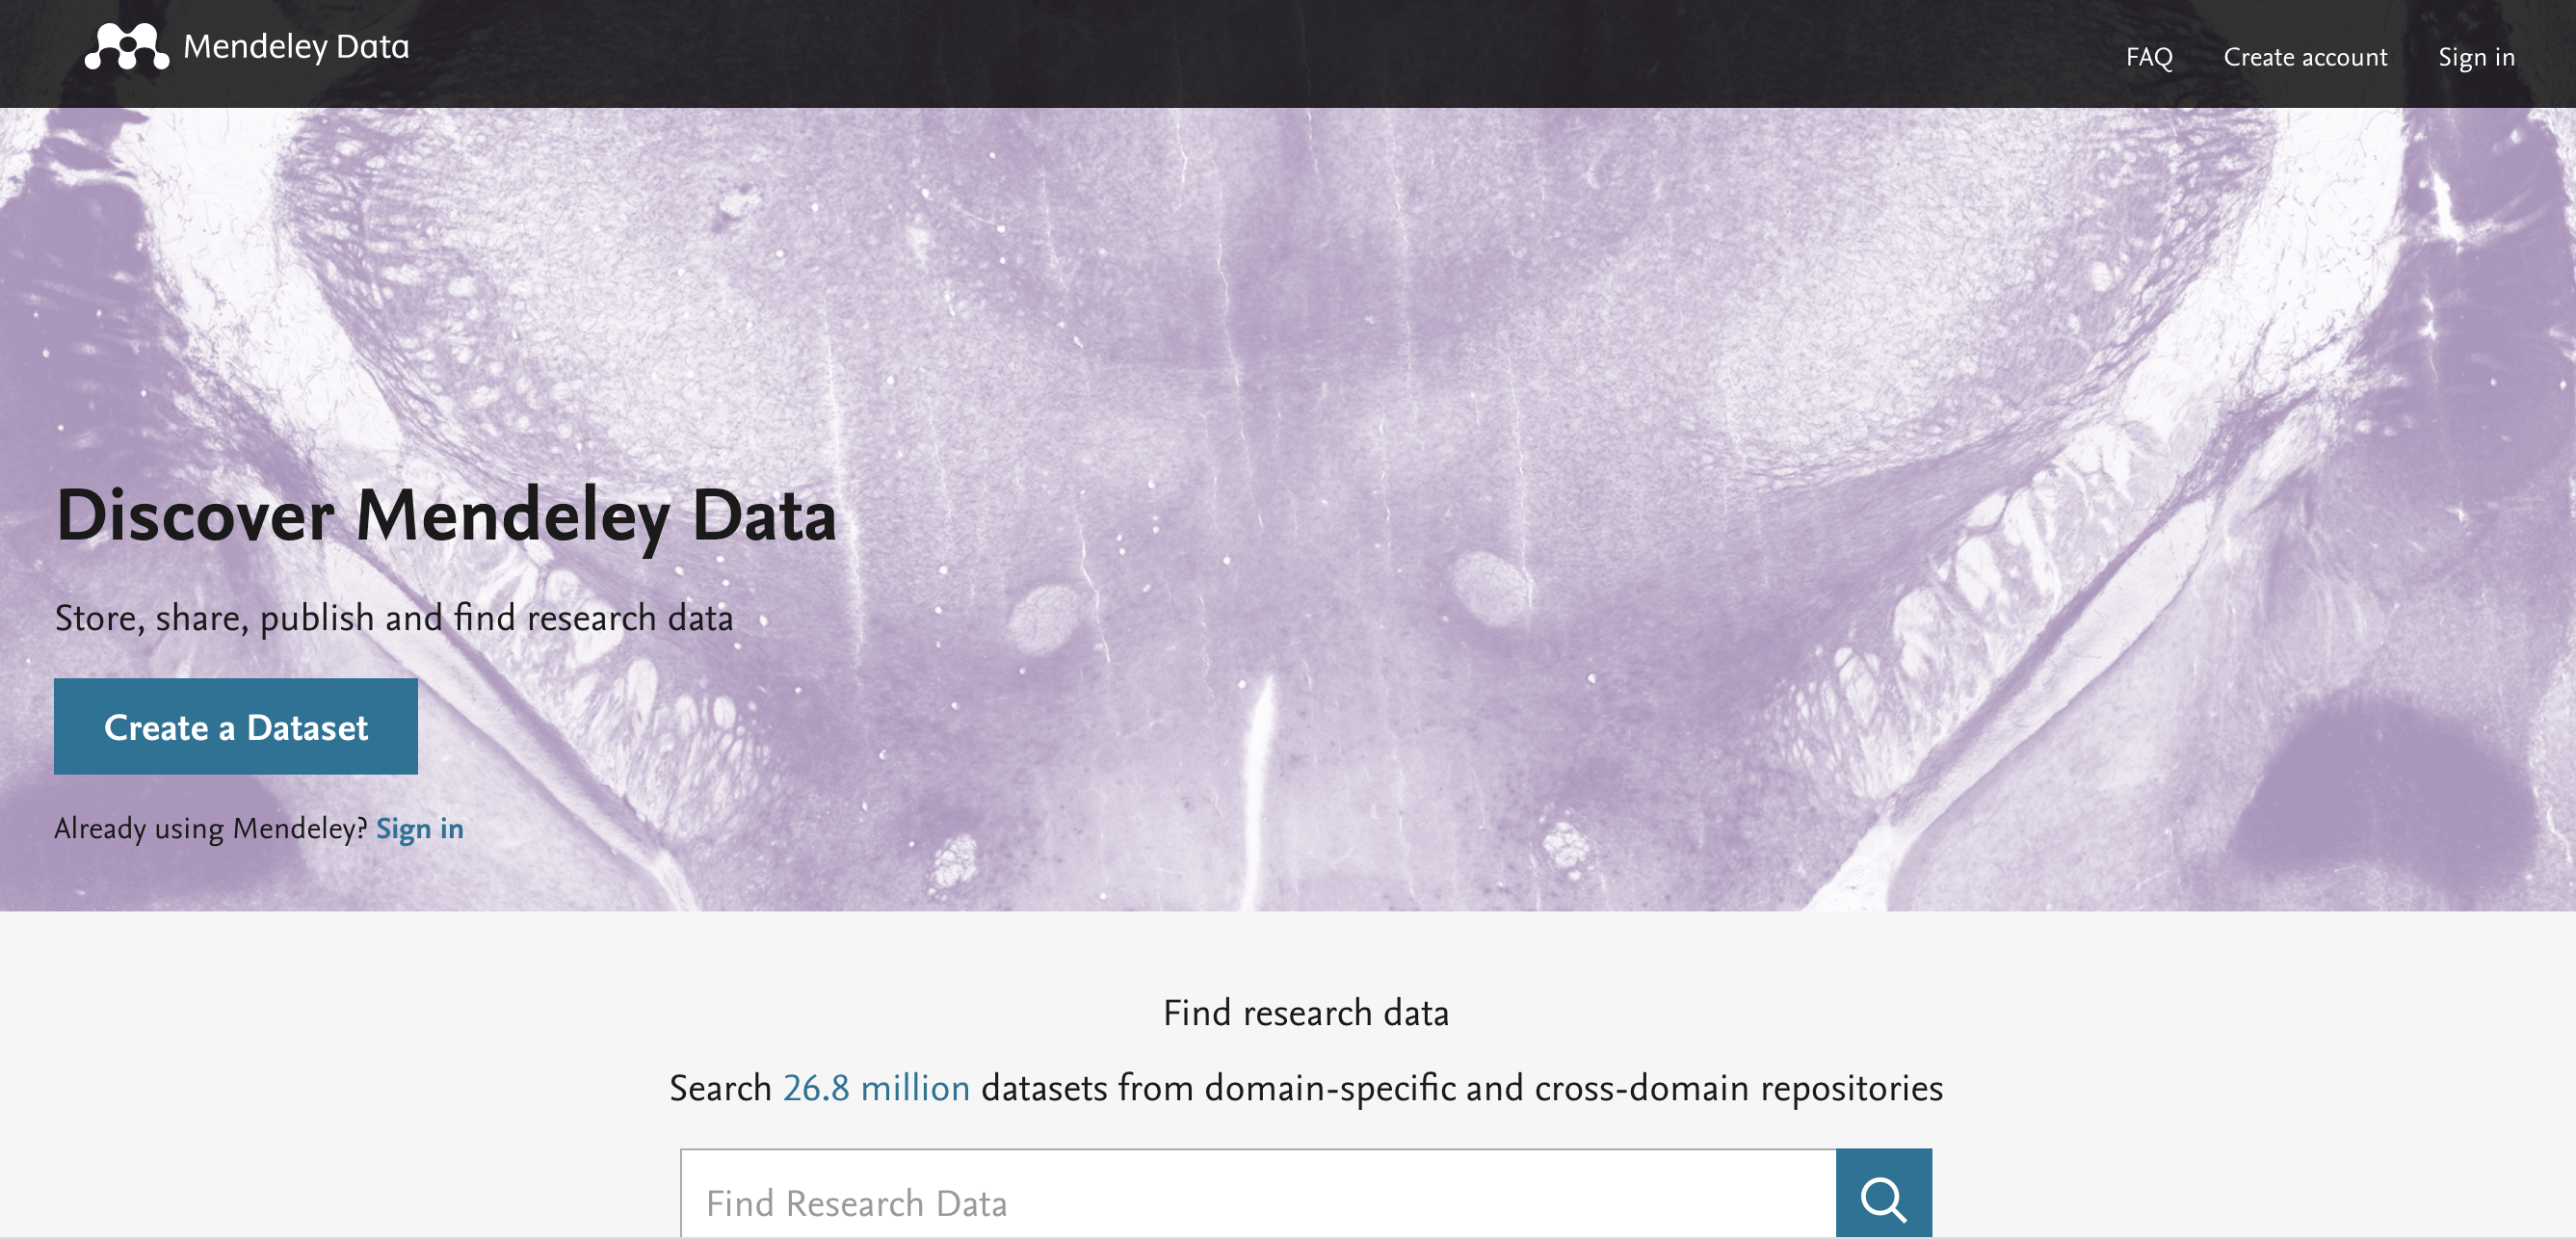 Mendeley Data
FAQ Create account Sign in
Discover Mendeley Data
Store, share, publish and find research data
Create a Dataset
Already using Mendeley? Sign in
Find research data
Search 26.8 million datasets from domain-specific and cross-domain repositories
Find Research Data